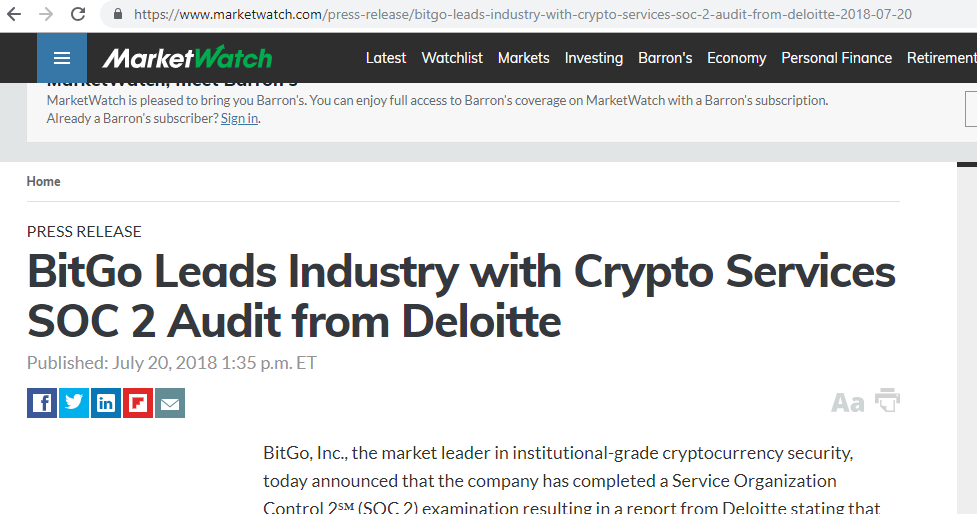 https://www.marketwatch.com/press-release/bitgo-leads-industry-with-crypto-services-soc-2-audit-from-deloitte-2018-07-20
MarketWatch Latest Watchlist Markets Investing Barron's Economy Personal Finance Retirement
MarketWatch, meet Barron's
MarketWatch is pleased to bring you Barron's. You can enjoy full access to Barron's coverage on MarketWatch with a Barron's subscription.
Already a Barron's subscriber? Sign in.
Home
PRESS RELEASE
BitGo Leads Industry with Crypto Services
SOC 2 Audit from Deloitte
Published: July 20, 2018 1:35 p.m. ET
f in
Aa
BitGo, Inc., the market leader in institutional-grade cryptocurrency security,
today announced that the company has completed a Service Organization
Control 2℠ (SOC 2) examination resulting in a report from Deloitte stating that